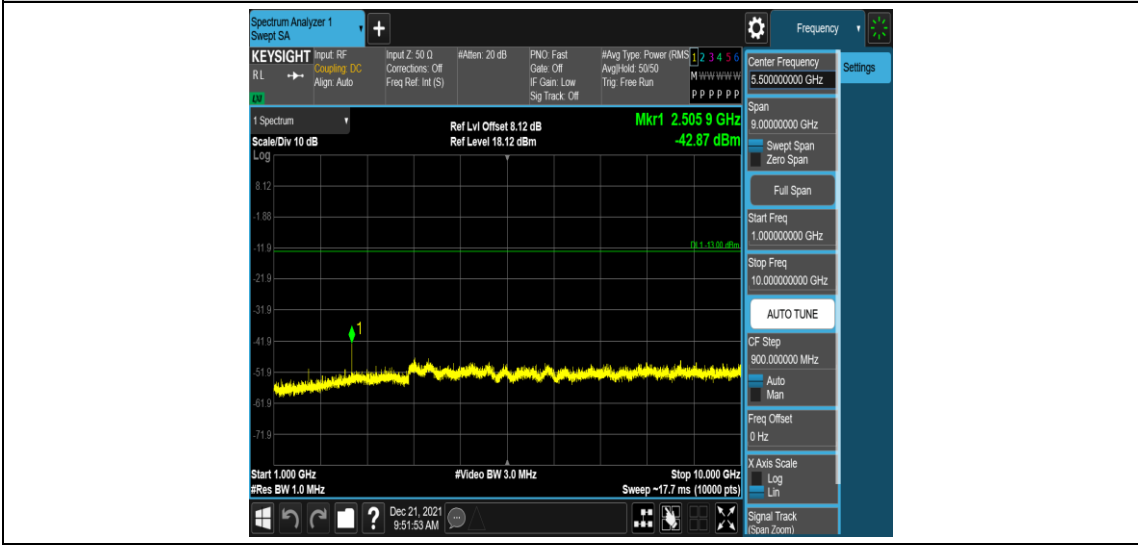 Spectrum Analyzer 1
Swept SA
+
Frequency
KEYSIGHT
RL
LXI
Input: RF
Coupling: DC
Align: Auto
Input Z: 50 Ω
Corrections: Off
Freq Ref: Int (S)
#Atten: 20 dB
PNO: Fast
Gate: Off
IF Gain: Low
Sig Track: Off
#Avg Type: Power (RMS
Avg|Hold: 50/50
Trig: Free Run
1 2 3 4 5 6
M W W W W W
P P P P P P
1 Spectrum
Scale/Div 10 dB
Log
Ref Lvl Offset 8.12 dB
Ref Level 18.12 dBm
Mkr1 2.505 9 GHz
-42.87 dBm
8.12
-1.88
-11.9
DL1 -13.00 dBm
-21.9
-31.9
1
-41.9
-51.9
-61.9
-71.9
Start 1.000 GHz
#Res BW 1.0 MHz
#Video BW 3.0 MHz
Stop 10.000 GHz
Sweep ~17.7 ms (10000 pts)
Center Frequency
5.500000000 GHz
Settings
Span
9.00000000 GHz
Swept Span
Zero Span
Full Span
Start Freq
1.000000000 GHz
Stop Freq
10.000000000 GHz
AUTO TUNE
CF Step
900.000000 MHz
Auto
Man
Freq Offset
0 Hz
X Axis Scale
Log
Lin
Signal Track
(Span Zoom)
?
Dec 21, 2021
9:51:53 AM